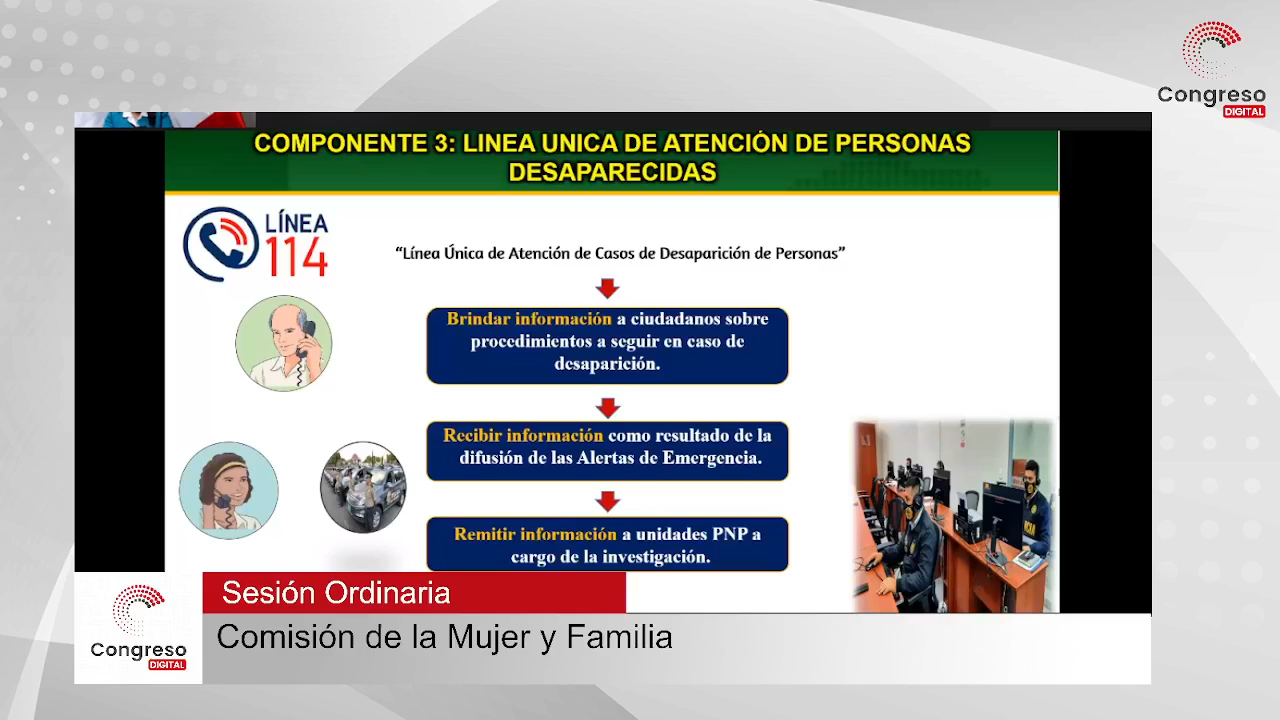 Congreso
DIGITAL
COMPONENTE 3: LINEA UNICA DE ATENCIÓN DE PERSONAS
DESAPARECIDAS
LÍNEA
114
“Línea Única de Atención de Casos de Desaparición de Personas”
Brindar información a ciudadanos sobre
procedimientos a seguir en caso de
desaparición.
Recibir información como resultado de la
difusión de las Alertas de Emergencia.
Remitir información a unidades PNP a
cargo de la investigación.
Sesión Ordinaria
Comisión de la Mujer y Familia
Congreso
DIGITAL